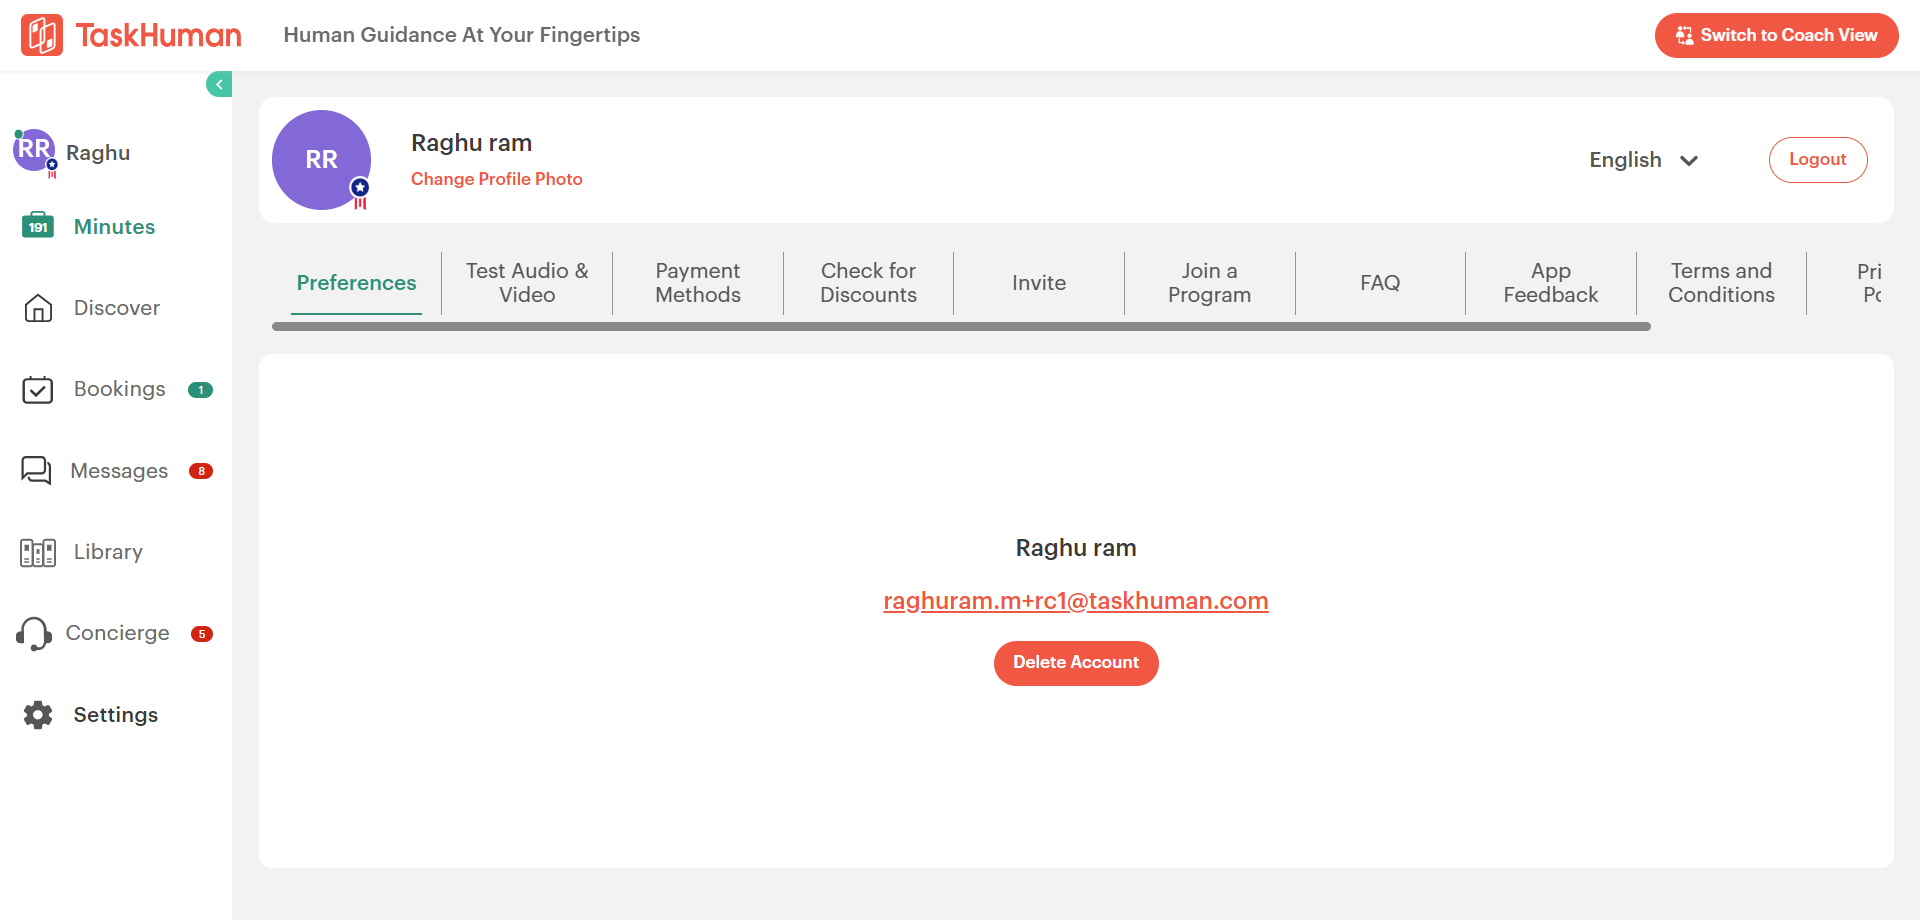 TaskHuman
Human Guidance At Your Fingertips
Switch to Coach View
RR
Raghu
191
Minutes
Discover
Bookings
1
Messages
8
Library
Concierge
5
Settings
RR
Raghu ram
Change Profile Photo
English
Logout
Preferences
Test Audio &
Video
Payment
Methods
Check for
Discounts
Invite
Join a
Program
FAQ
App
Feedback
Terms and
Conditions
Pri
Raghu ram
raghuram.m+rc1@taskhuman.com
Delete Account